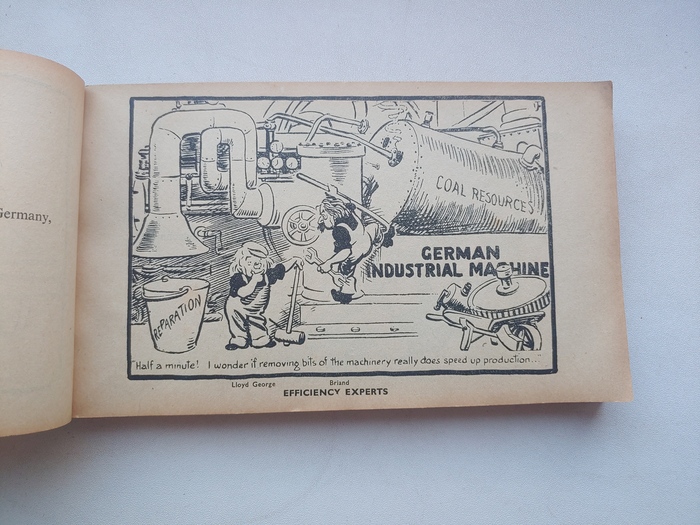 Germany,
COAL RESOURCES
GERMAN
INDUSTRIAL MACHINE
REPARATION
"Half a minute! I wonder if removing bits of the machinery really does speed up production..."
Lloyd George Briand
EFFICIENCY EXPERTS